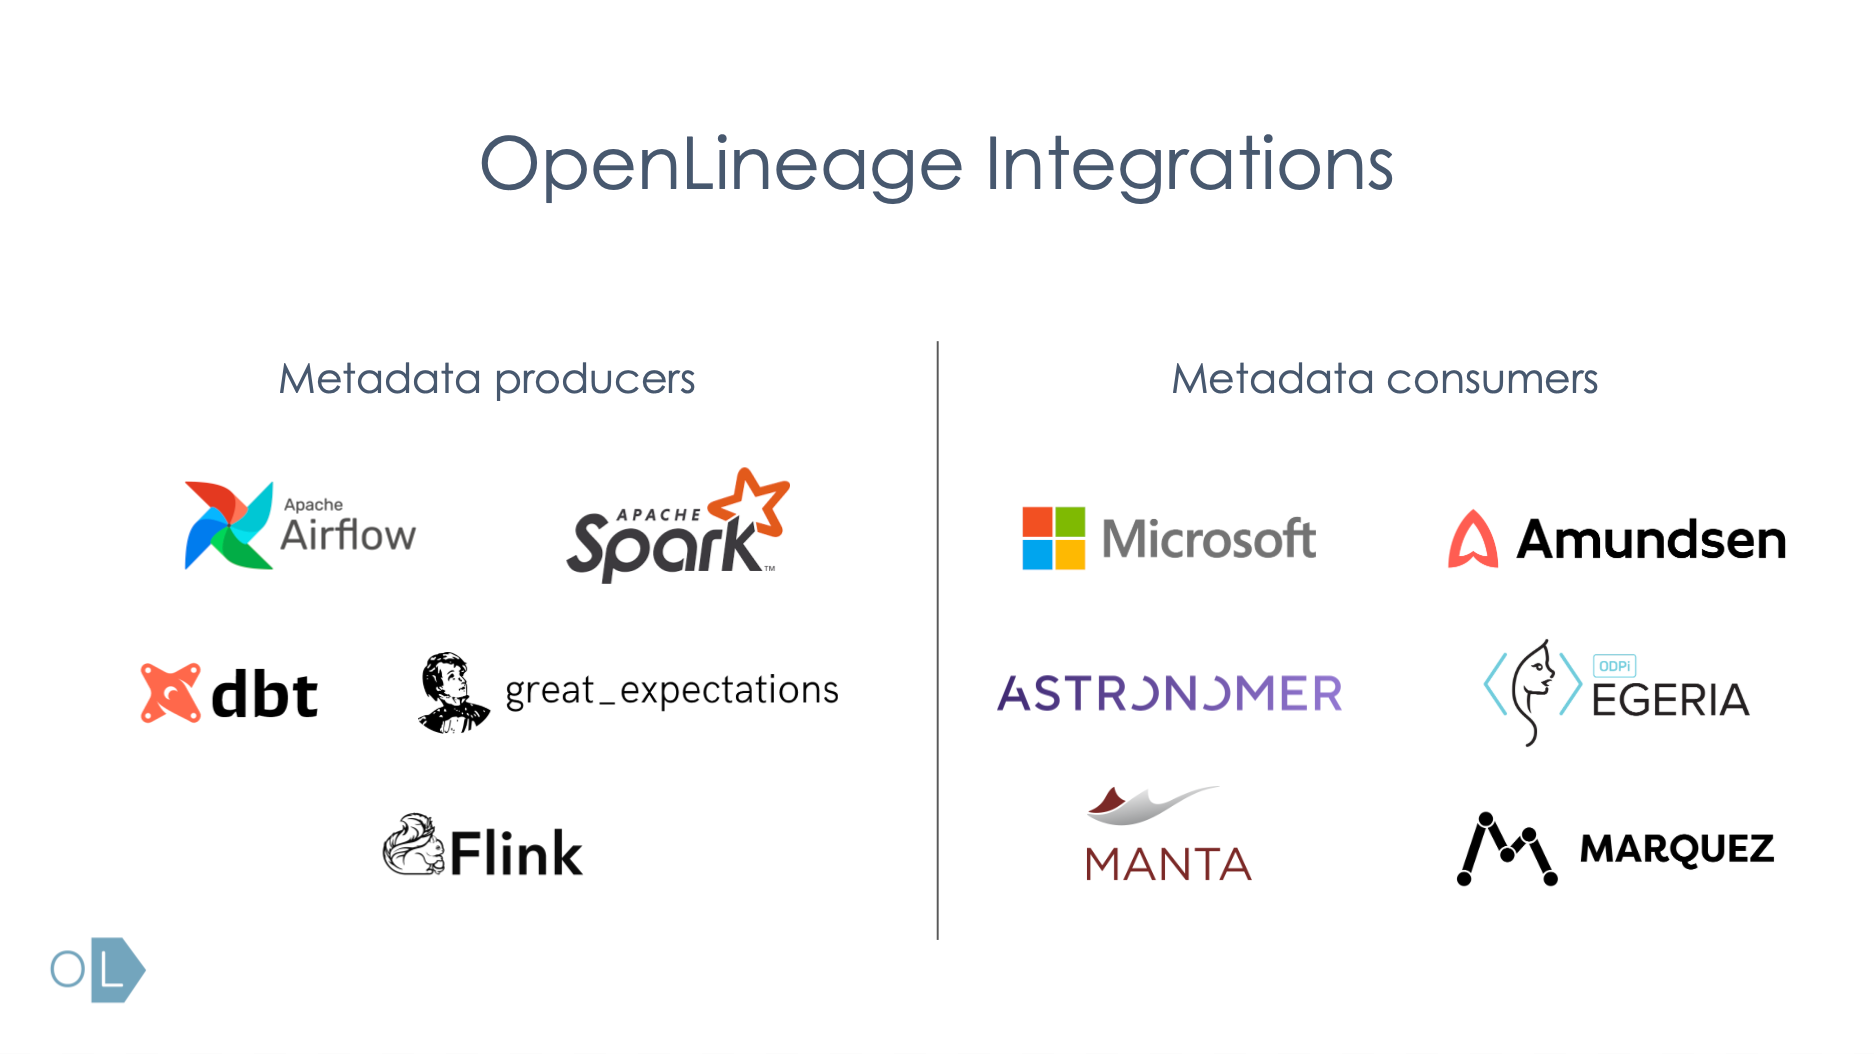 OpenLineage Integrations
Metadata producers
Apache
Airflow
APACHE
Spark™
dbt
great_expectations
Flink
Metadata consumers
Microsoft
Amundsen
ASTRONOMER
ODPi
EGERIA
MANTA
MARQUEZ
OL